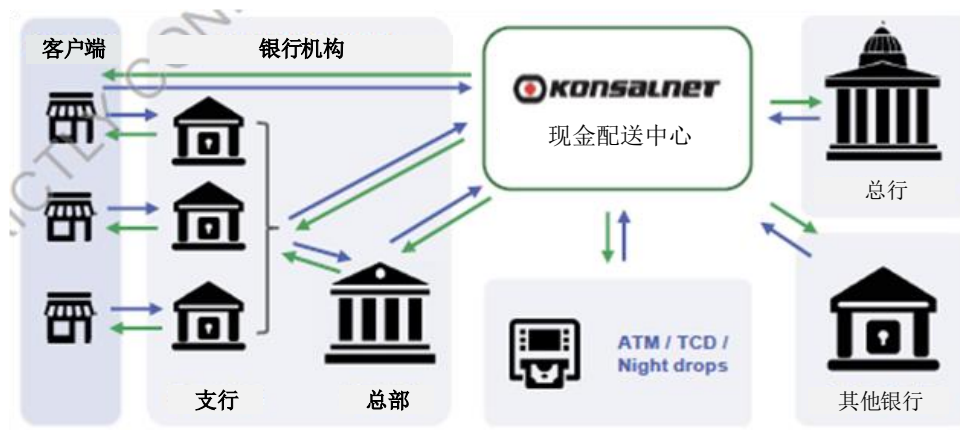 客户端
银行机构
KONSALNET
现金配送中心
总行
ATM / TCD /
Night drops
支行
总部
其他银行